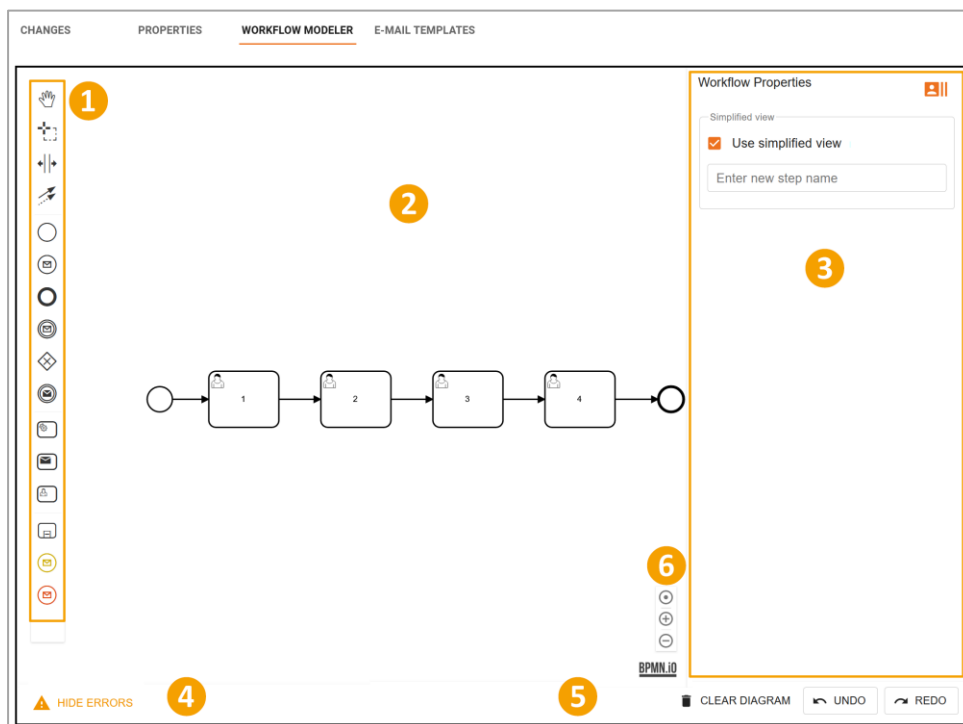 CHANGES PROPERTIES WORKFLOW MODELER E-MAIL TEMPLATES
1
Workflow Properties
Simplified view
Use simplified view
Enter new step name
2
3
1 2 3 4
6
BPMN.iO
HIDE ERRORS
4
5
CLEAR DIAGRAM UNDO REDO